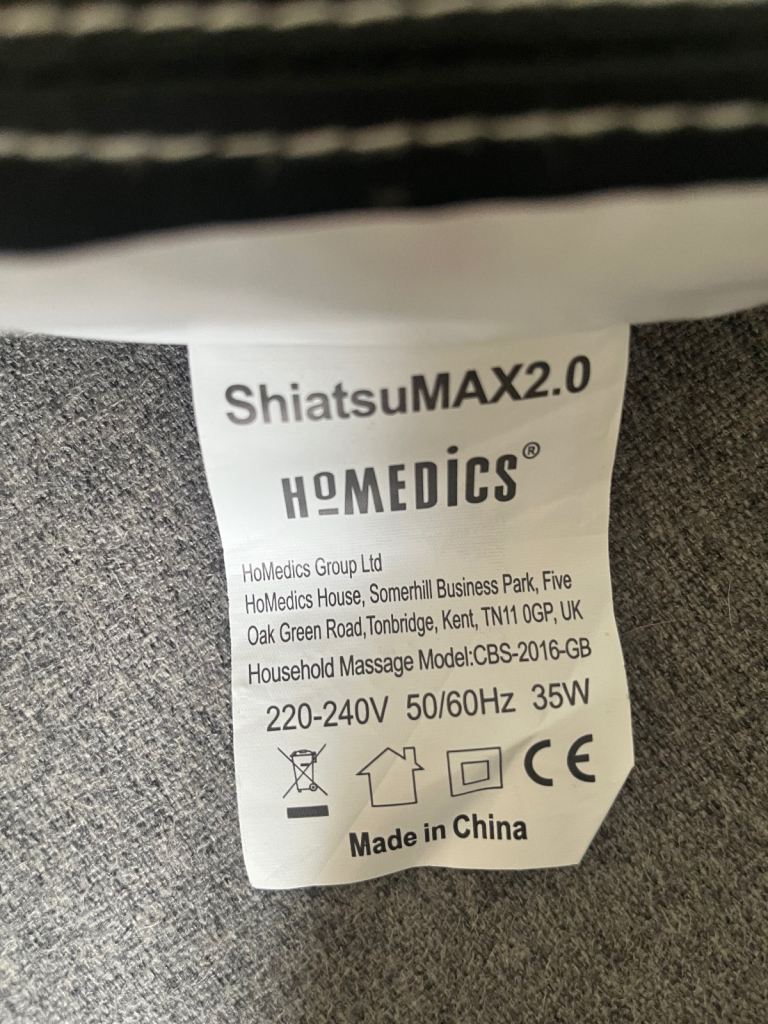 ShiatsuMAX2.0
HoMEDiCS®
HoMedics Group Ltd
HoMedics House, Somerhill Business Park, Five
Oak Green Road,Tonbridge, Kent, TN11 0GP, UK
Household Massage Model:CBS-2016-GB
220-240V 50/60Hz 35W
CE
Made in China